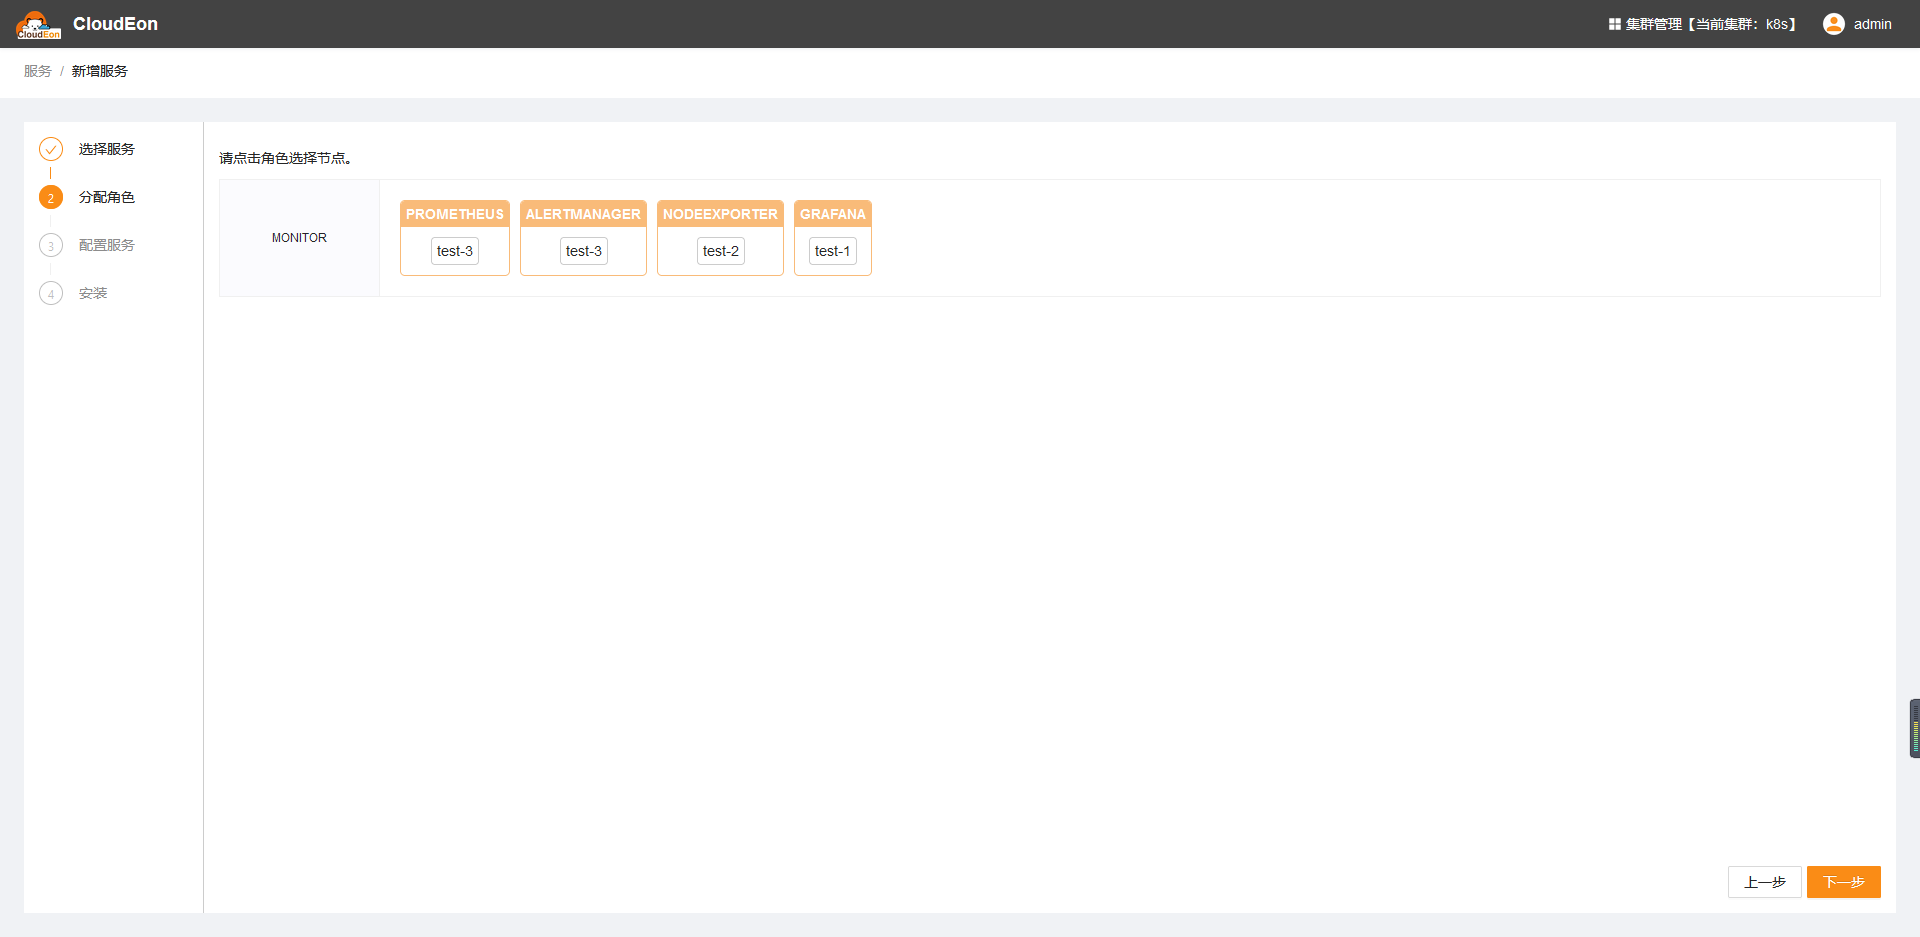 CloudEon CloudEon 集群管理【当前集群：k8s】 admin
服务 / 新增服务
选择服务
2 分配角色
3 配置服务
4 安装
请点击角色选择节点。
MONITOR
PROMETHEUS ALERTMANAGER NODEEXPORTER GRAFANA
test-3 test-3 test-2 test-1
上一步 下一步